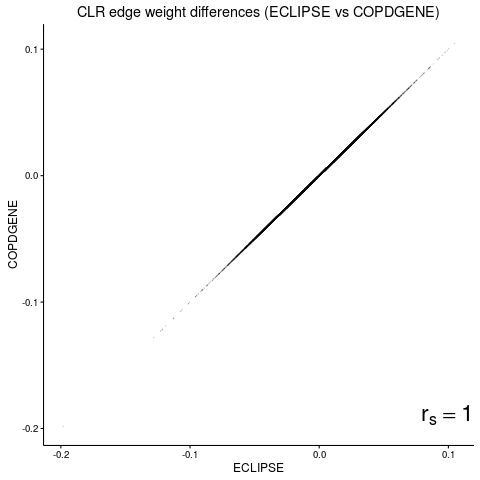 CLR edge weight differences (ECLIPSE vs COPDGENE)
0.1
0.0
-0.1
-0.2
COPDGENE
rs = 1
-0.2 -0.1 0.0 0.1
ECLIPSE